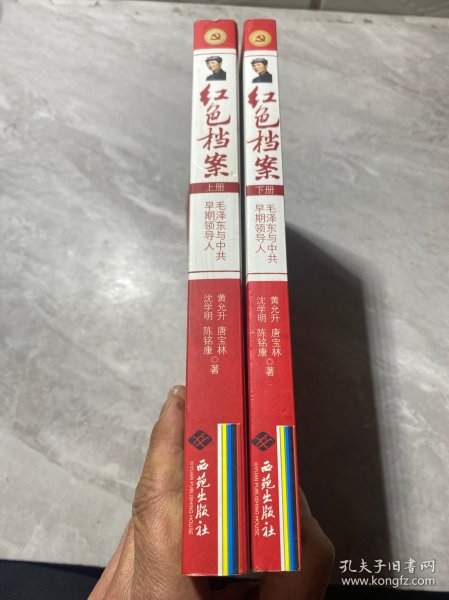 红色档案
上册
毛泽东与中共
早期领导人
黄允升 唐宝林
沈学明 陈铭康
◎著
西苑出版社
XIYUAN PUBLISHING HOUSE
红色档案
下册
毛泽东与中共
早期领导人
黄允升 唐宝林
沈学明 陈铭康
◎著
西苑出版社
XIYUAN PUBLISHING HOUSE
孔夫子旧书网
www.kongfz.com